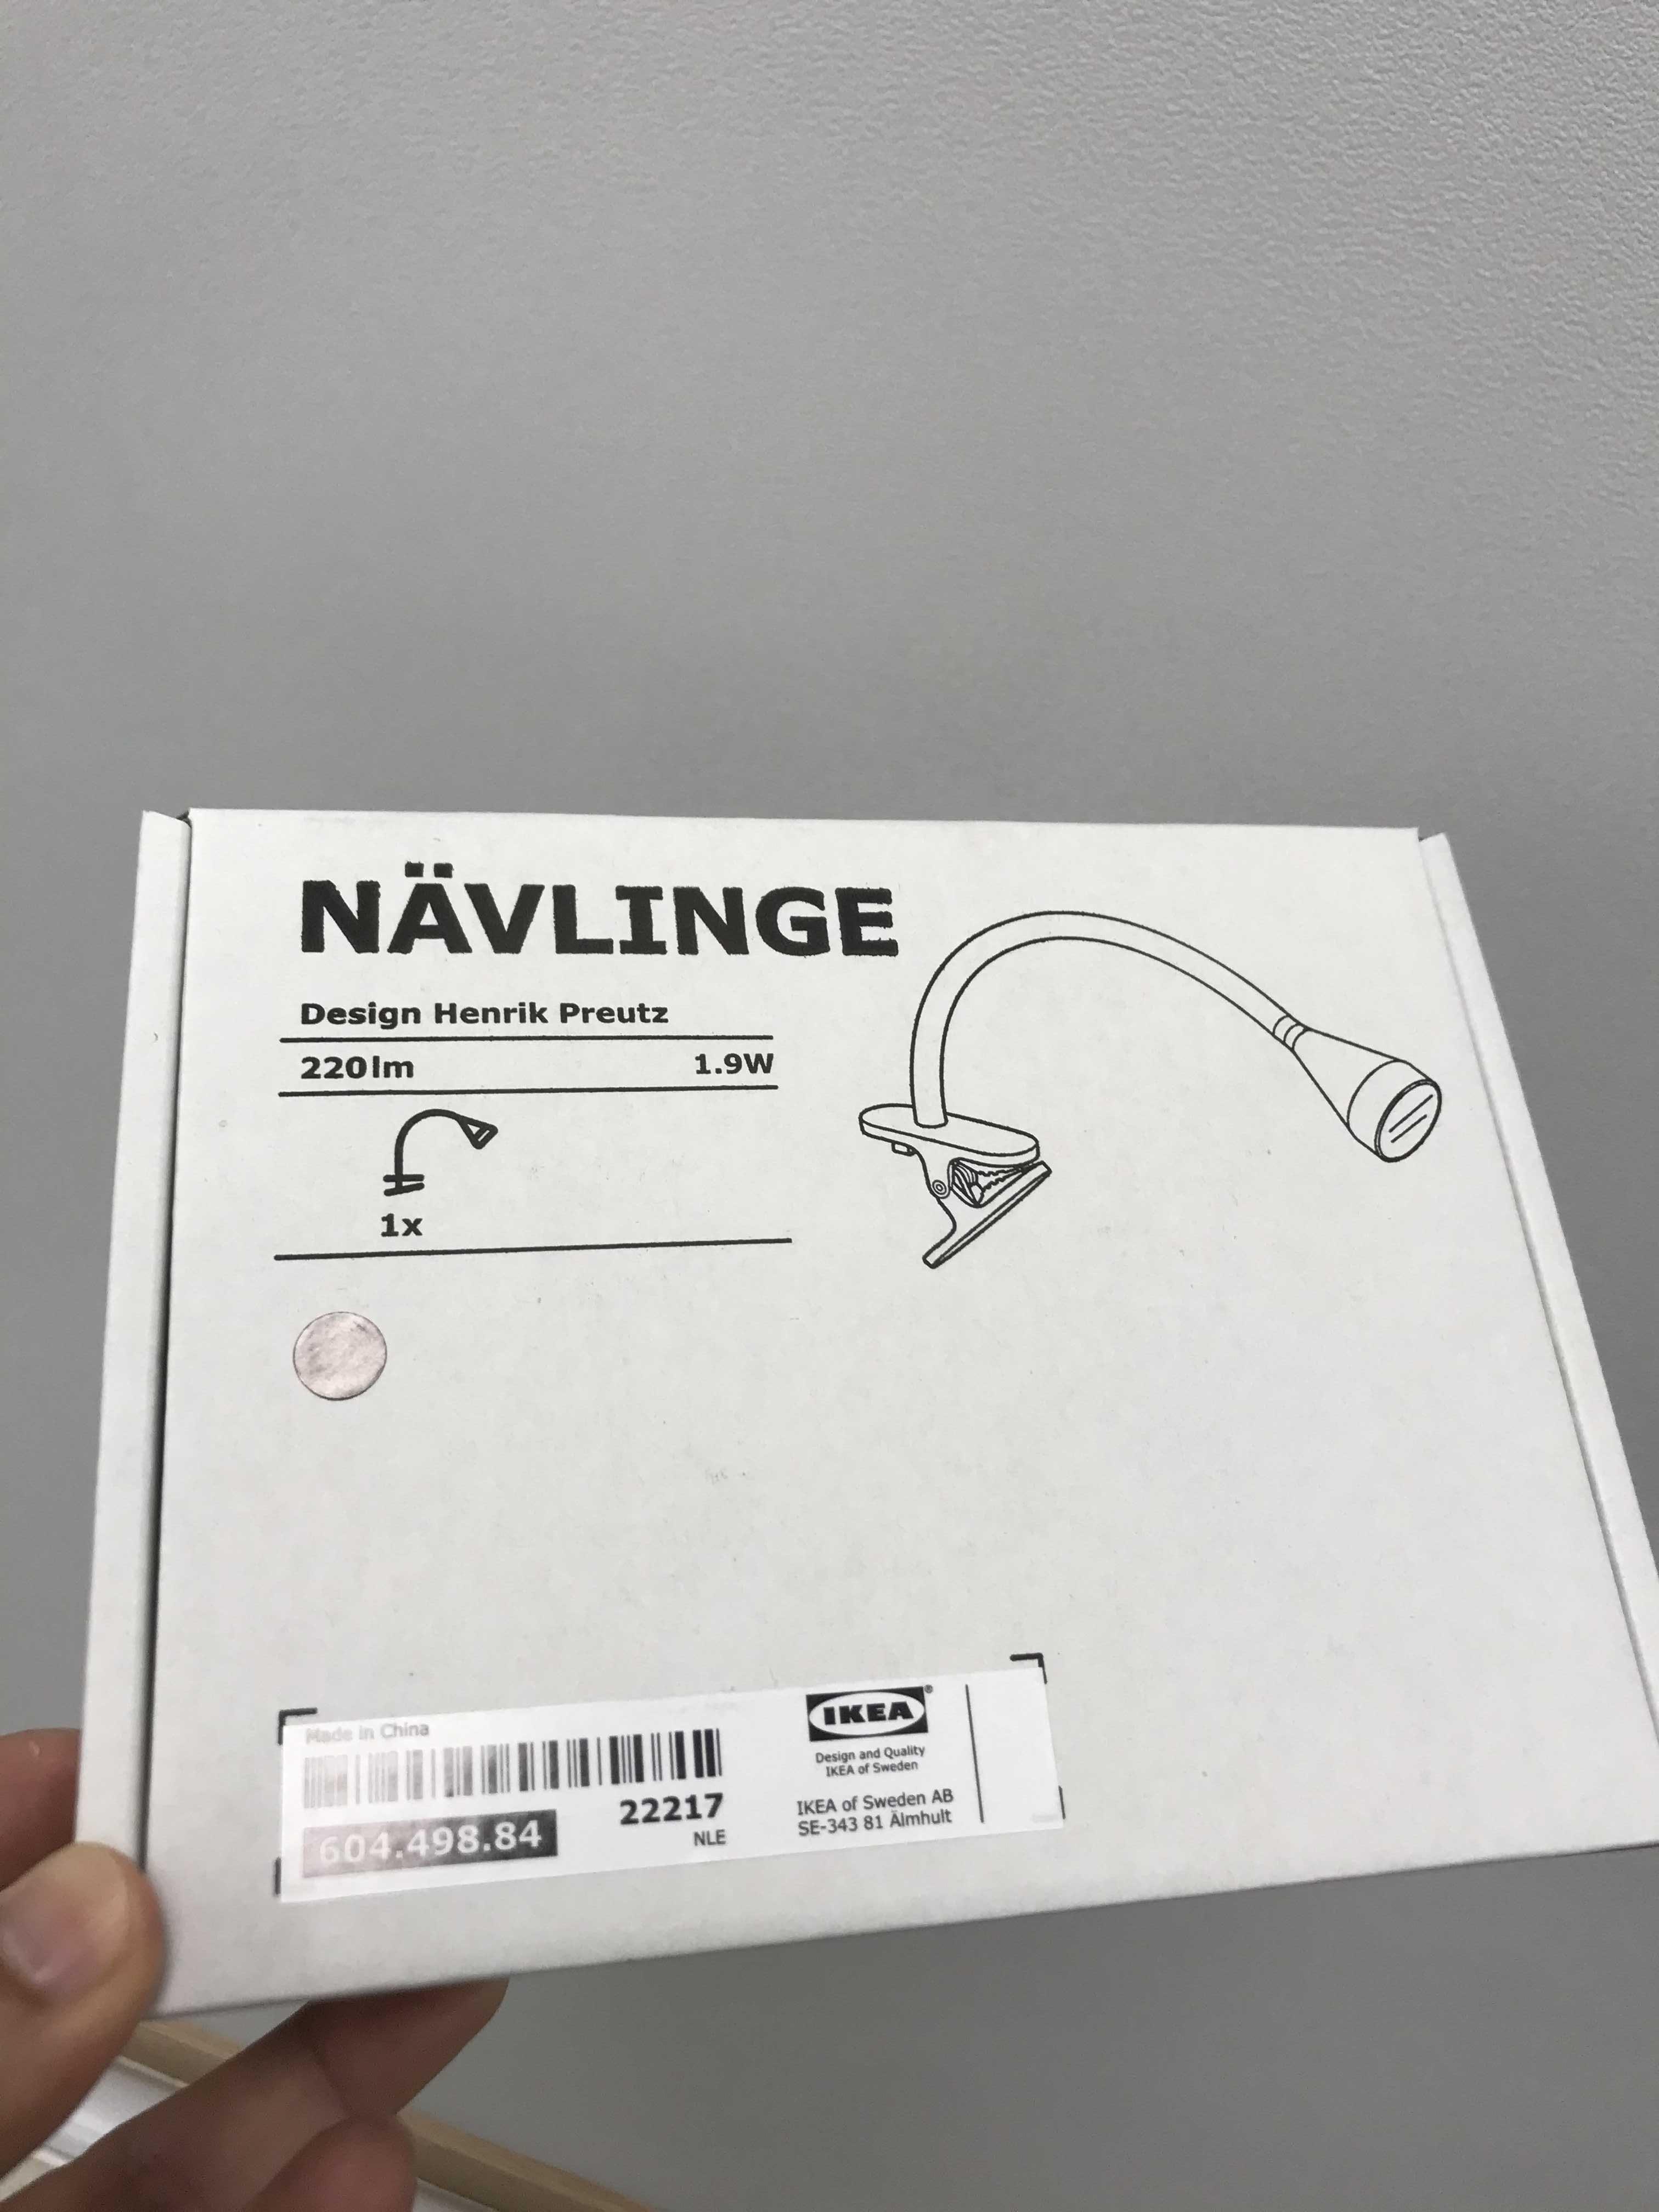 NÄVLINGE
Design Henrik Preutz
220lm 1.9W
1x
Made in China
22217
NLE
604.498.84
IKEA®
Design and Quality
IKEA of Sweden
IKEA of Sweden AB
SE-343 81 Älmhult